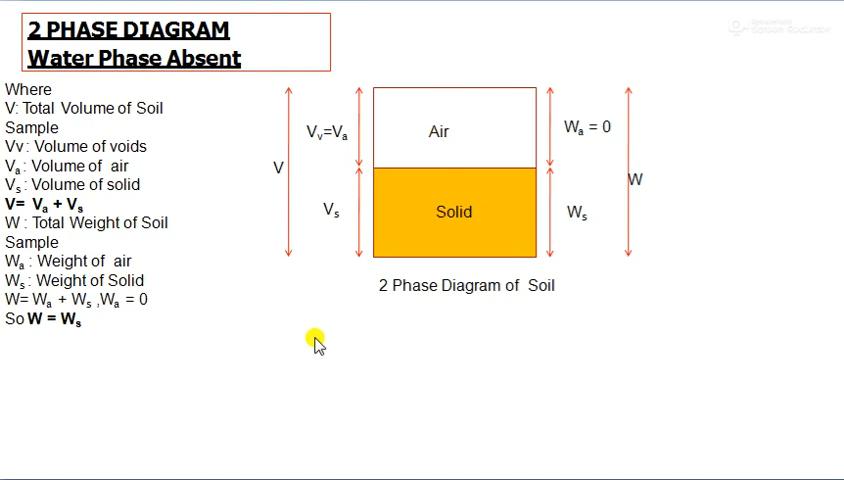 2 PHASE DIAGRAM
Water Phase Absent
Where
V: Total Volume of Soil
Sample
Vv : Volume of voids
Va : Volume of air
Vs : Volume of solid
V= Va + Vs
W : Total Weight of Soil
Sample
Wa : Weight of air
Ws : Weight of Solid
W= Wa + Ws ,Wa = 0
So W = Ws
V
Vv=Va
Air
Wa = 0
W
Vs
Solid
Ws
2 Phase Diagram of Soil